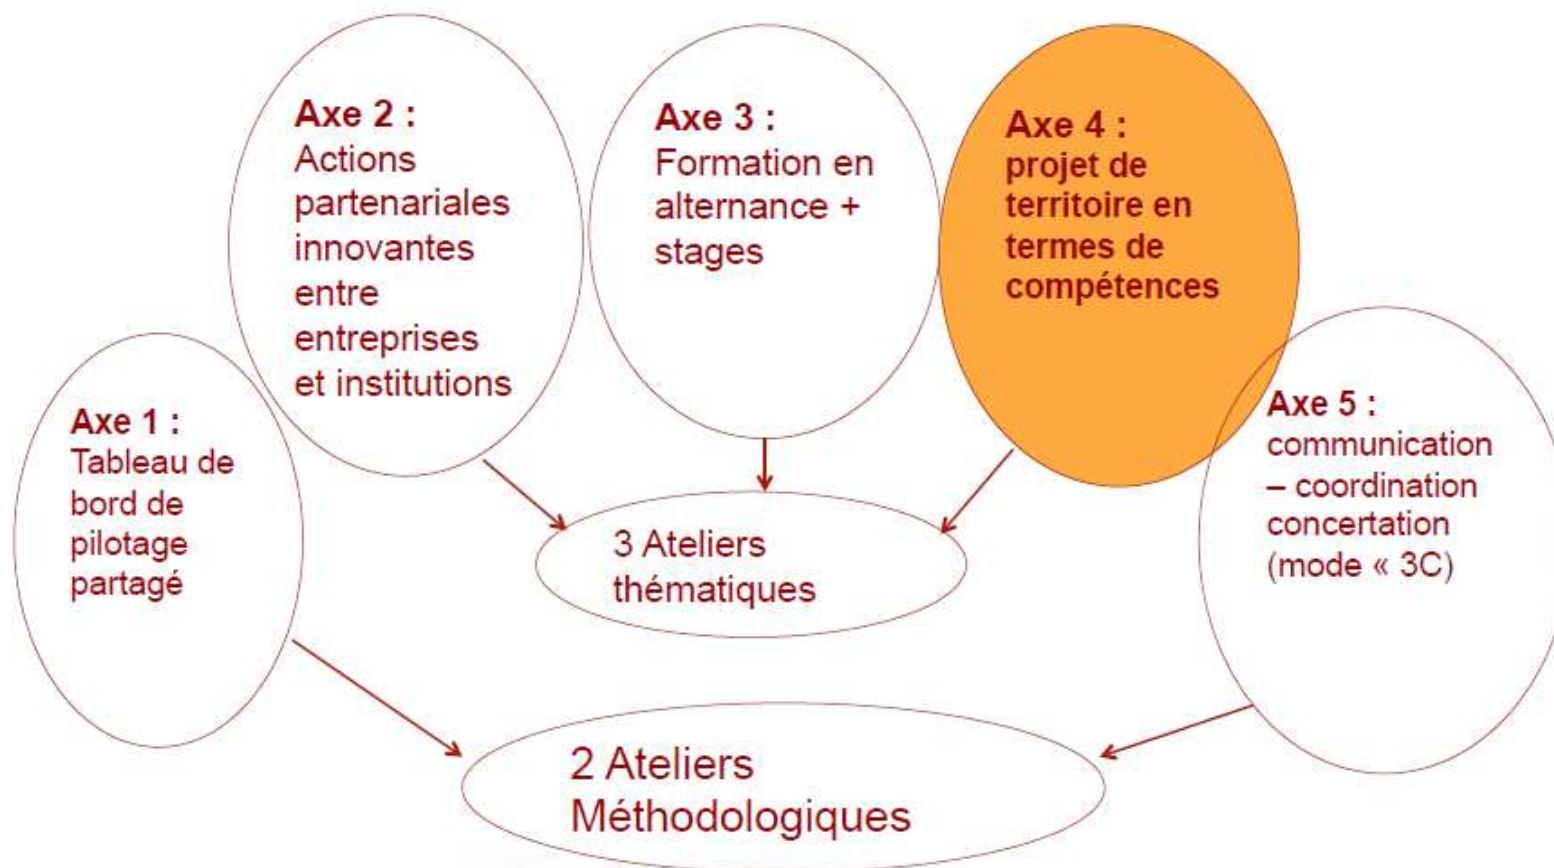 Axe 1 :
Tableau de
bord de
pilotage
partagé
Axe 2 :
Actions
partenariales
innovantes
entre
entreprises
et institutions
Axe 3 :
Formation en
alternance +
stages
Axe 4 :
projet de
territoire en
termes de
compétences
Axe 5 :
communication
– coordination
concertation
(mode « 3C)
3 Ateliers
thématiques
2 Ateliers
Méthodologiques